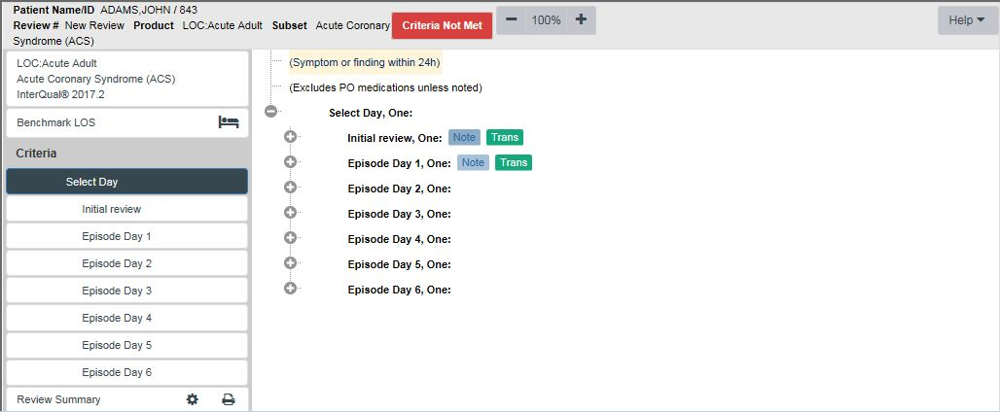 Patient Name/ID ADAMS,JOHN / 843
Review # New Review Product LOC:Acute Adult Subset Acute Coronary
Syndrome (ACS)
Criteria Not Met
100%
Help
LOC:Acute Adult
Acute Coronary Syndrome (ACS)
InterQual® 2017.2
Benchmark LOS
Criteria
Select Day
Initial review
Episode Day 1
Episode Day 2
Episode Day 3
Episode Day 4
Episode Day 5
Episode Day 6
Review Summary
(Symptom or finding within 24h)
(Excludes PO medications unless noted)
Select Day, One:
Initial review, One: Note Trans
Episode Day 1, One: Note Trans
Episode Day 2, One:
Episode Day 3, One:
Episode Day 4, One:
Episode Day 5, One:
Episode Day 6, One: